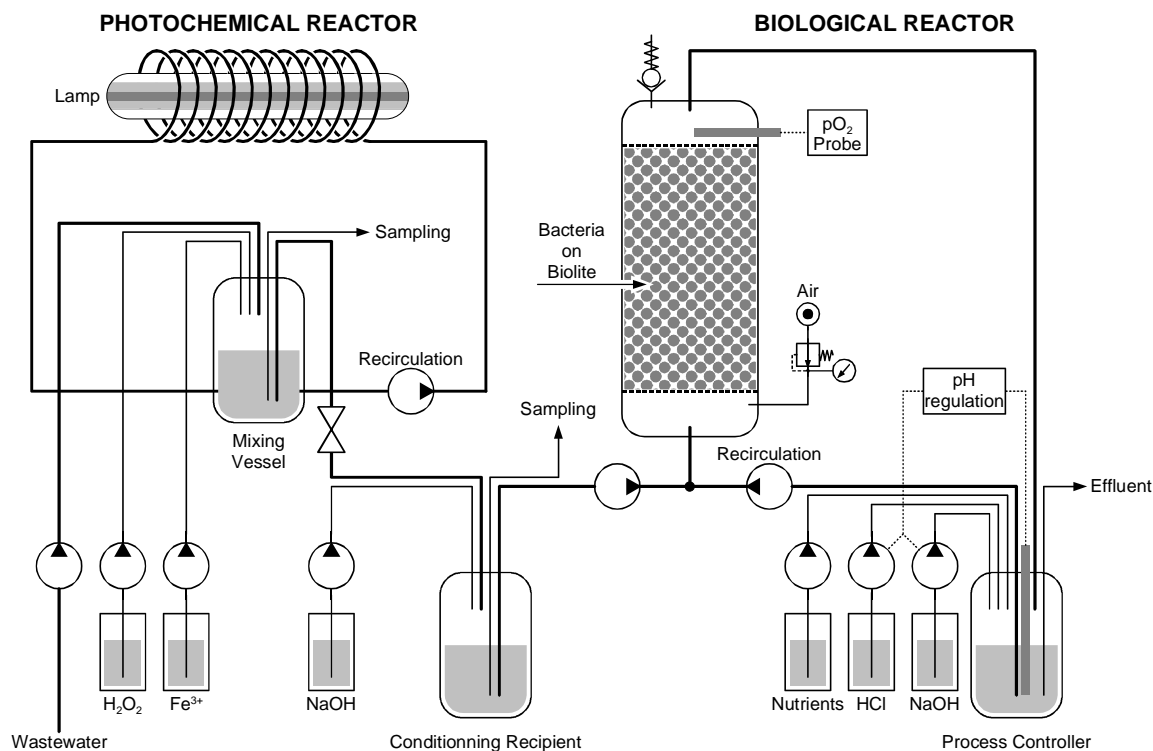 PHOTOCHEMICAL REACTOR
BIOLOGICAL REACTOR
Lamp
pO₂
Probe
Sampling
Bacteria
on
Biolite
Air
Recirculation
pH
regulation
Mixing
Vessel
Sampling
Recirculation
Effluent
H₂O₂
Fe³⁺
NaOH
Nutrients
HCl
NaOH
Wastewater
Conditionning Recipient
Process Controller